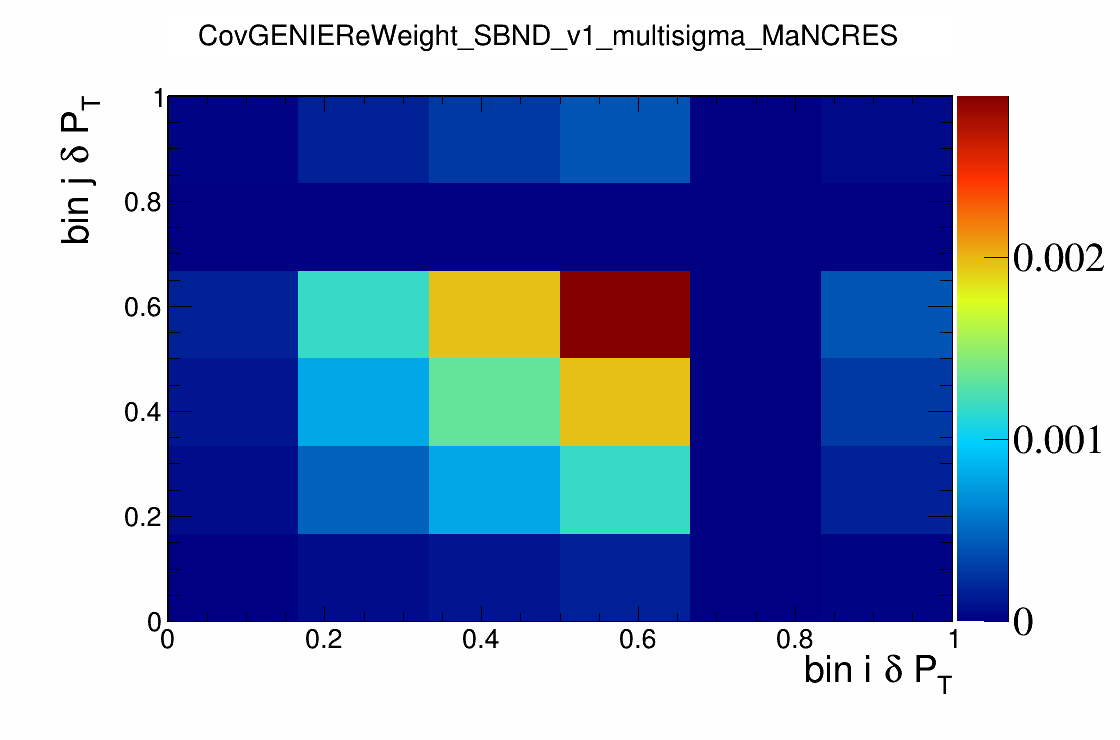 CovGENIEReWeight_SBND_v1_multisigma_MaNCRES
bin j δ P_T
1
0.8
0.6
0.4
0.2
0
0 0.2 0.4 0.6 0.8 1
bin i δ P_T
0.002
0.001
0